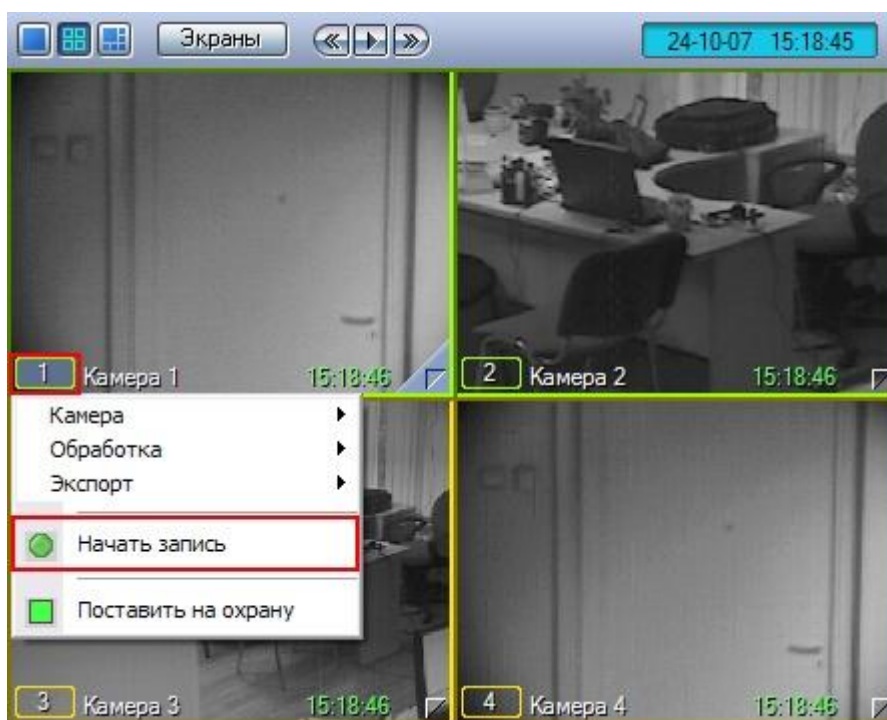 Экраны
24-10-07 15:18:45
1 Камера 1 15:18:46
2 Камера 2 15:18:46
Камера
Обработка
Экспорт
Начать запись
Поставить на охрану
3 Камера 3 15:18:46
4 Камера 4 15:18:46